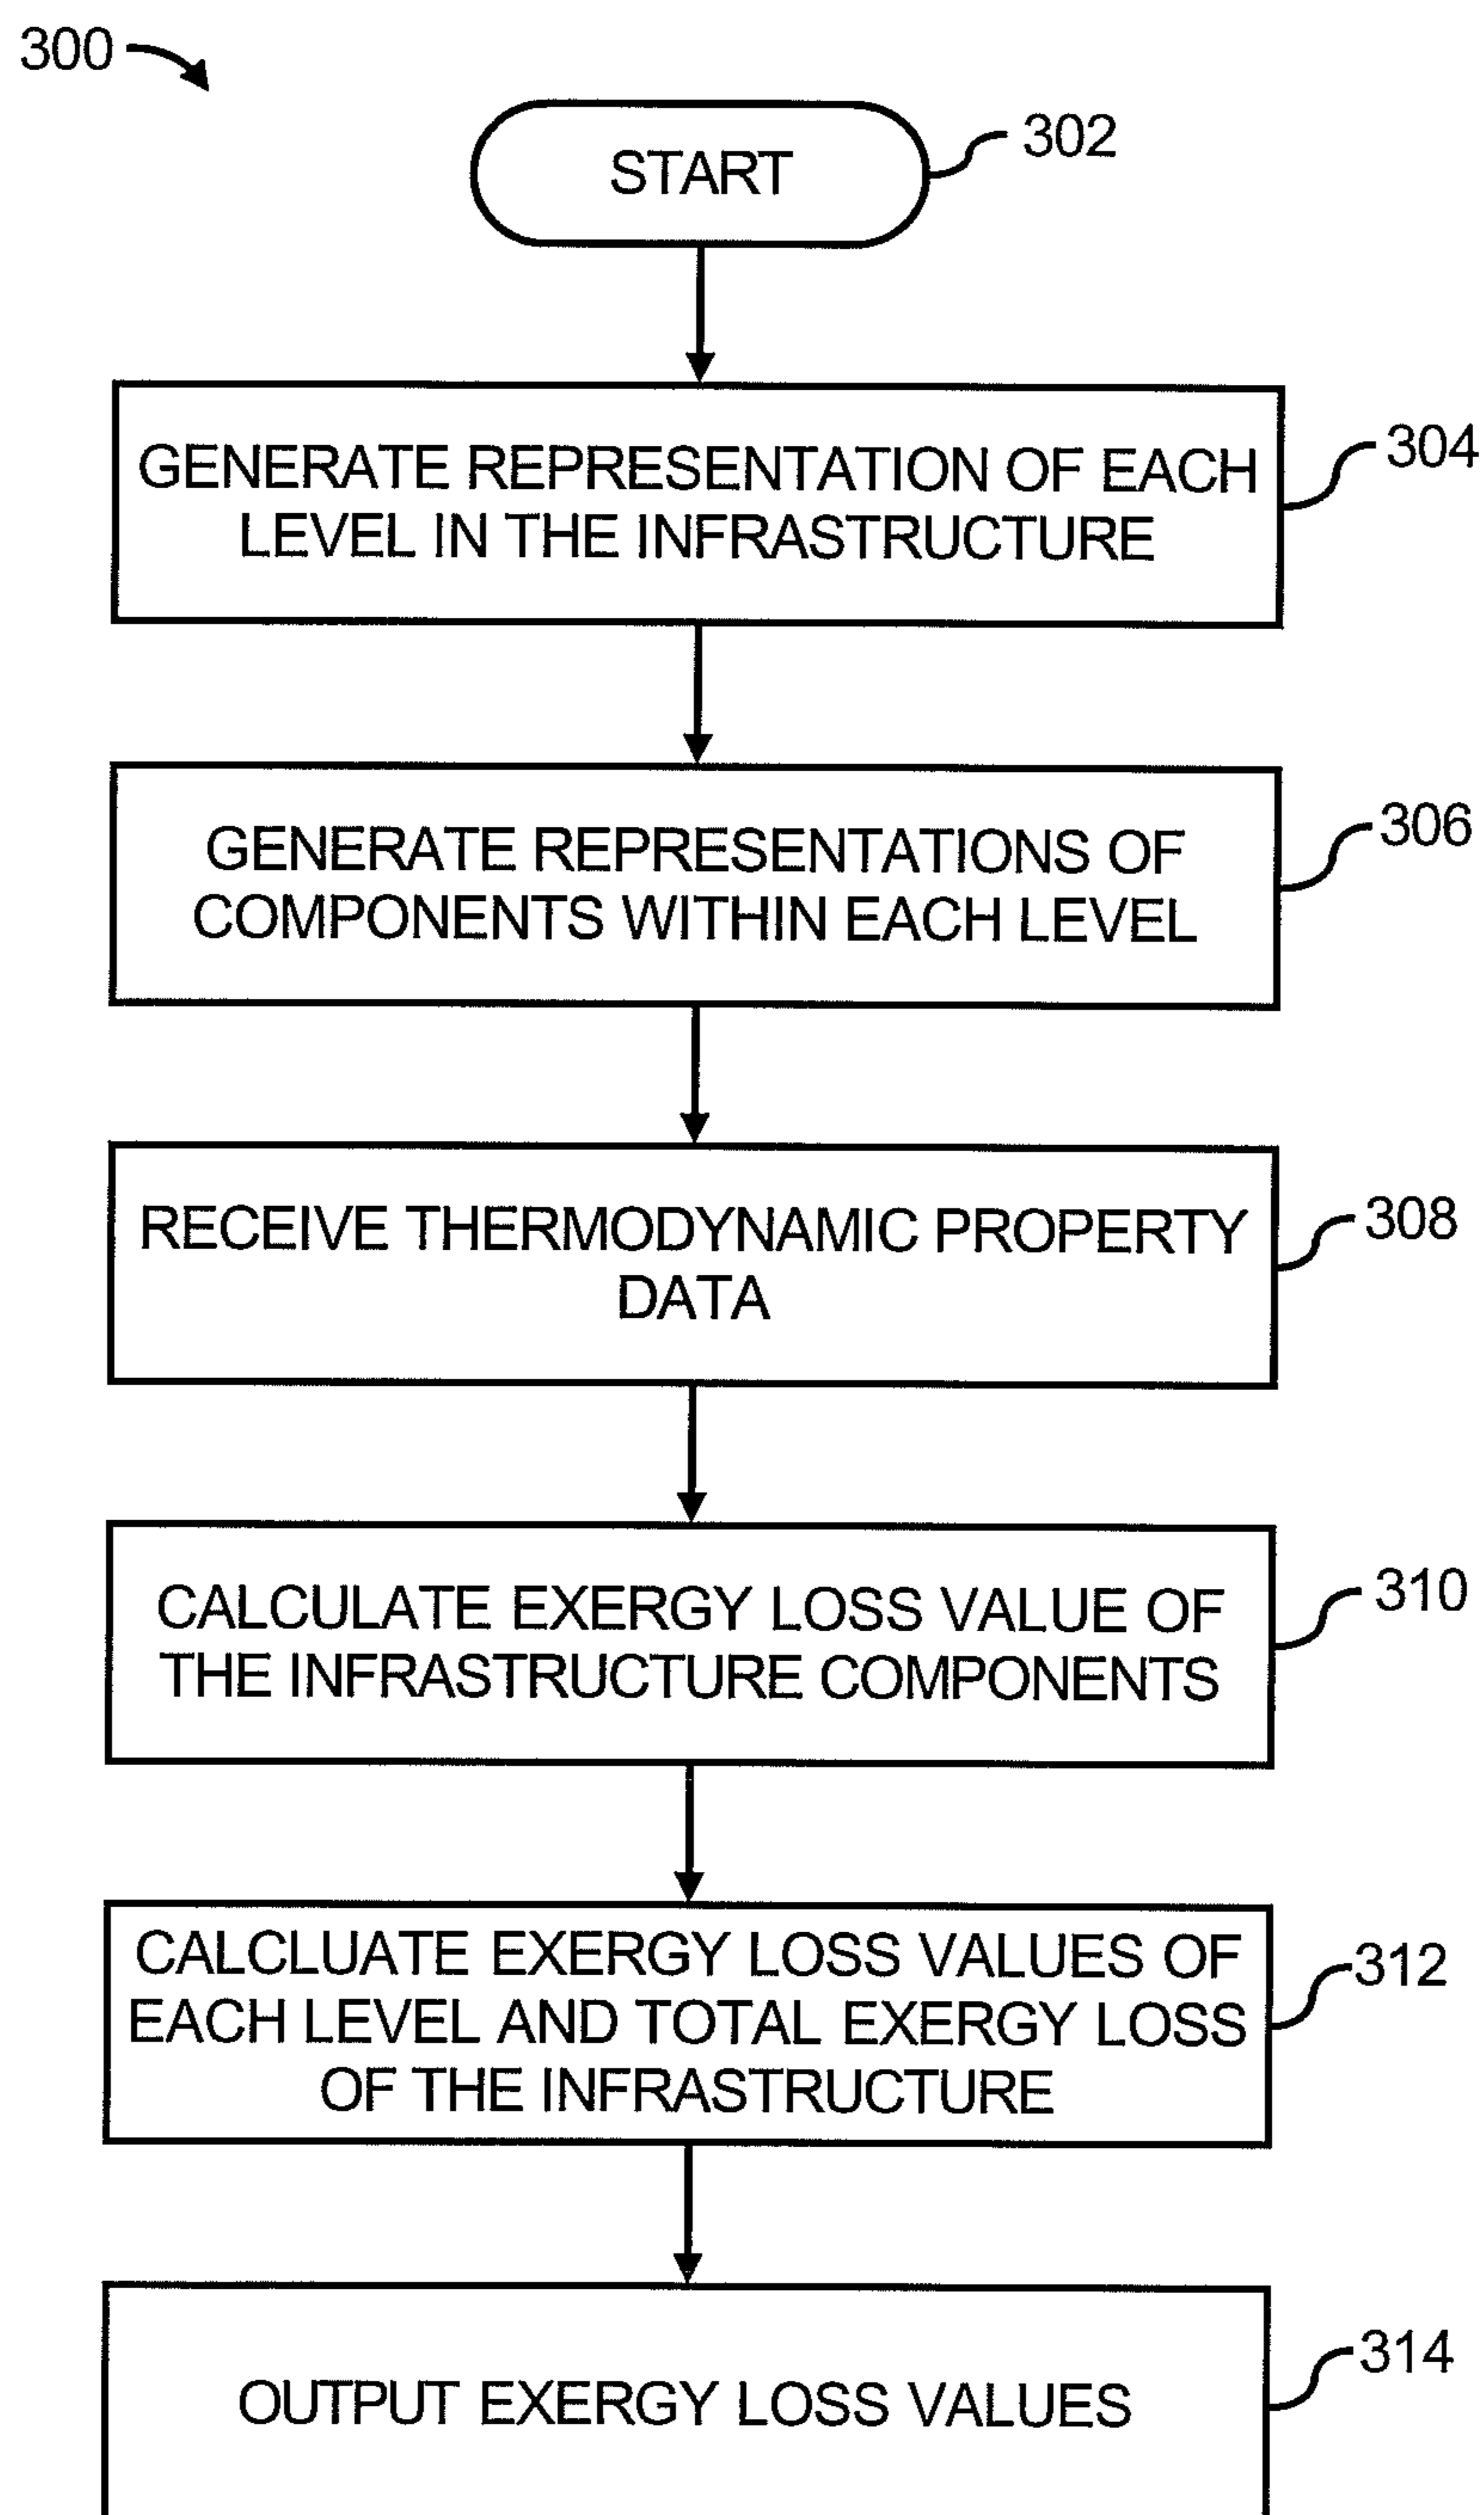 300
START
302
GENERATE REPRESENTATION OF EACH
LEVEL IN THE INFRASTRUCTURE
304
GENERATE REPRESENTATIONS OF
COMPONENTS WITHIN EACH LEVEL
306
RECEIVE THERMODYNAMIC PROPERTY
DATA
308
CALCULATE EXERGY LOSS VALUE OF
THE INFRASTRUCTURE COMPONENTS
310
CALCLUATE EXERGY LOSS VALUES OF
EACH LEVEL AND TOTAL EXERGY LOSS
OF THE INFRASTRUCTURE
312
OUTPUT EXERGY LOSS VALUES
314